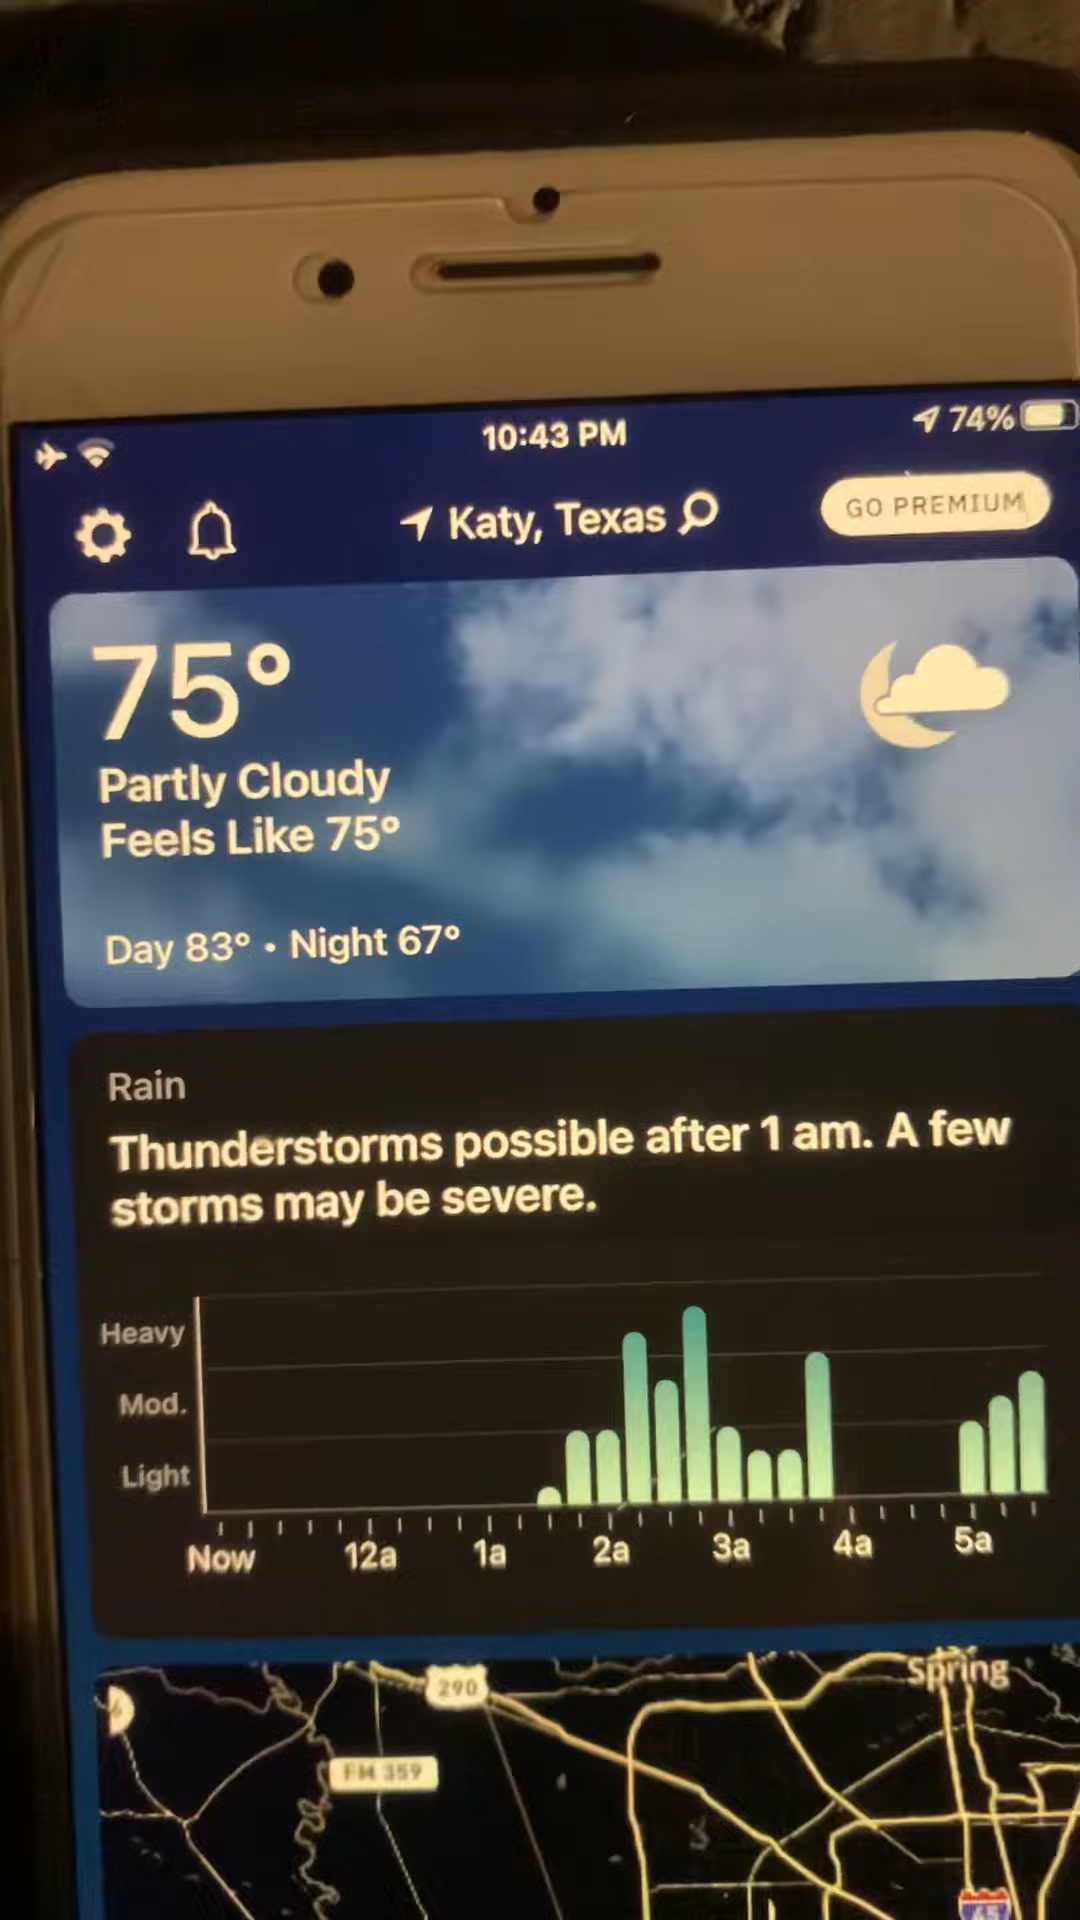 10:43 PM
74%
Katy, Texas
GO PREMIUM
75°
Partly Cloudy
Feels Like 75°
Day 83° • Night 67°
Rain
Thunderstorms possible after 1 am. A few
storms may be severe.
Heavy
Mod.
Light
Now 12a 1a 2a 3a 4a 5a
Spring
290
FM 359
45